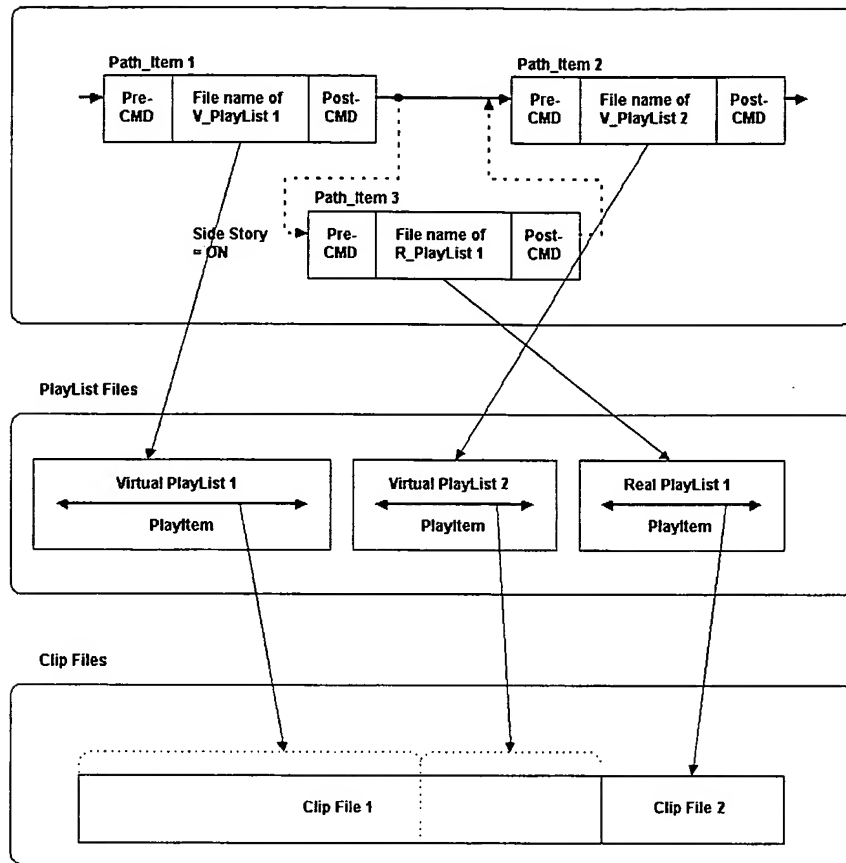 Path_Item 1
Path_Item 2
Pre-
CMD
File name of
V_PlayList 1
Post-
CMD
Pre-
CMD
File name of
V_PlayList 2
Post-
CMD
Path_Item 3
Side Story
= ON
Pre-
CMD
File name of
R_PlayList 1
Post-
CMD
PlayList Files
Virtual PlayList 1
PlayItem
Virtual PlayList 2
PlayItem
Real PlayList 1
PlayItem
Clip Files
Clip File 1
Clip File 2